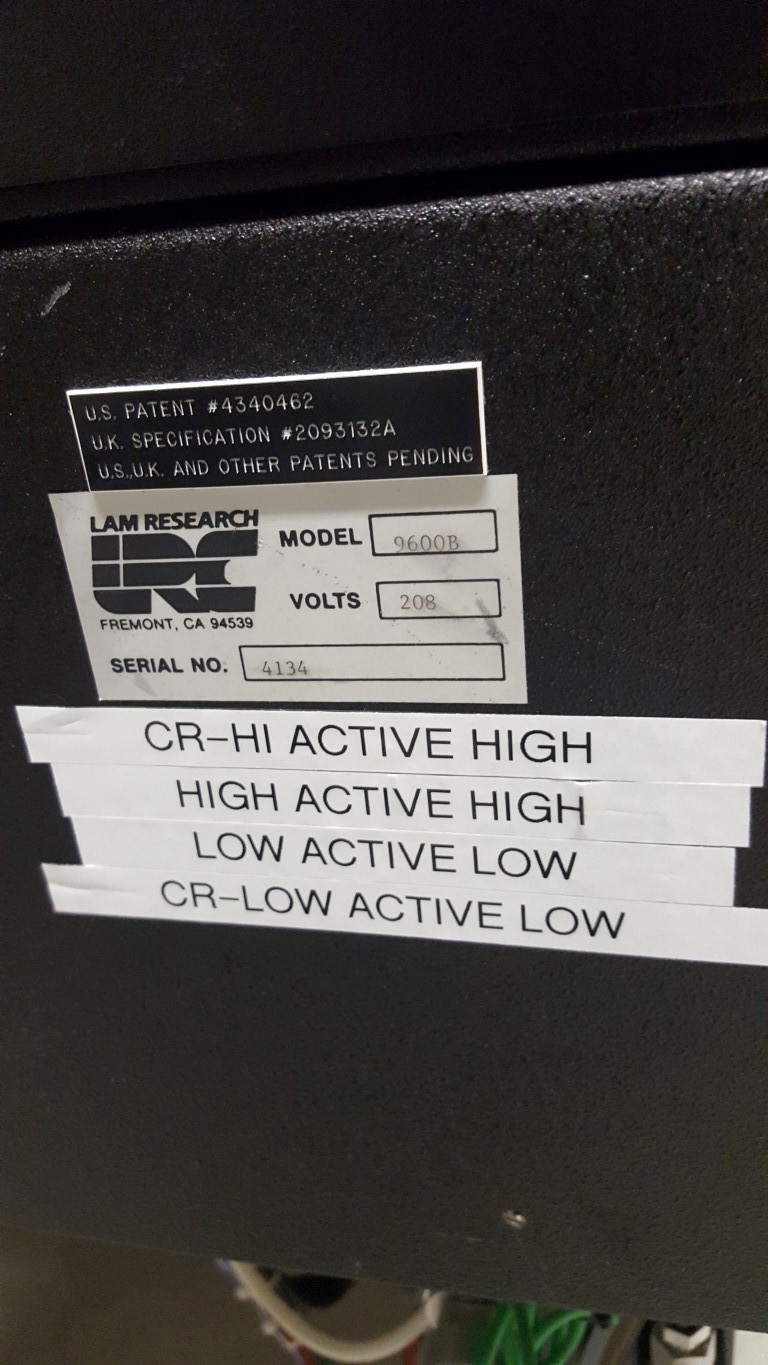 U.S. PATENT #4340462
U.K. SPECIFICATION #2093132A
U.S., U.K. AND OTHER PATENTS PENDING
LAM RESEARCH
MODEL 9600B
VOLTS 208
FREMONT, CA 94539
SERIAL NO. 4134
CR-HI ACTIVE HIGH
HIGH ACTIVE HIGH
LOW ACTIVE LOW
CR-LOW ACTIVE LOW